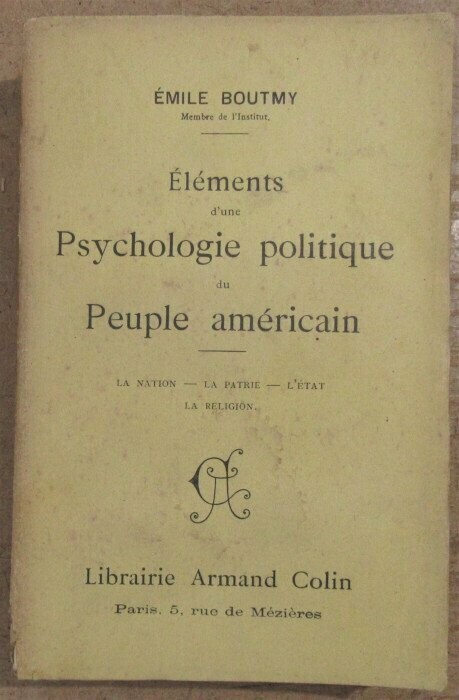 ÉMILE BOUTMY
Membre de l'Institut.
Éléments
d'une
Psychologie politique
du
Peuple américain
LA NATION — LA PATRIE — L'ÉTAT
LA RELIGION.
AC
Librairie Armand Colin
Paris, 5, rue de Mézières